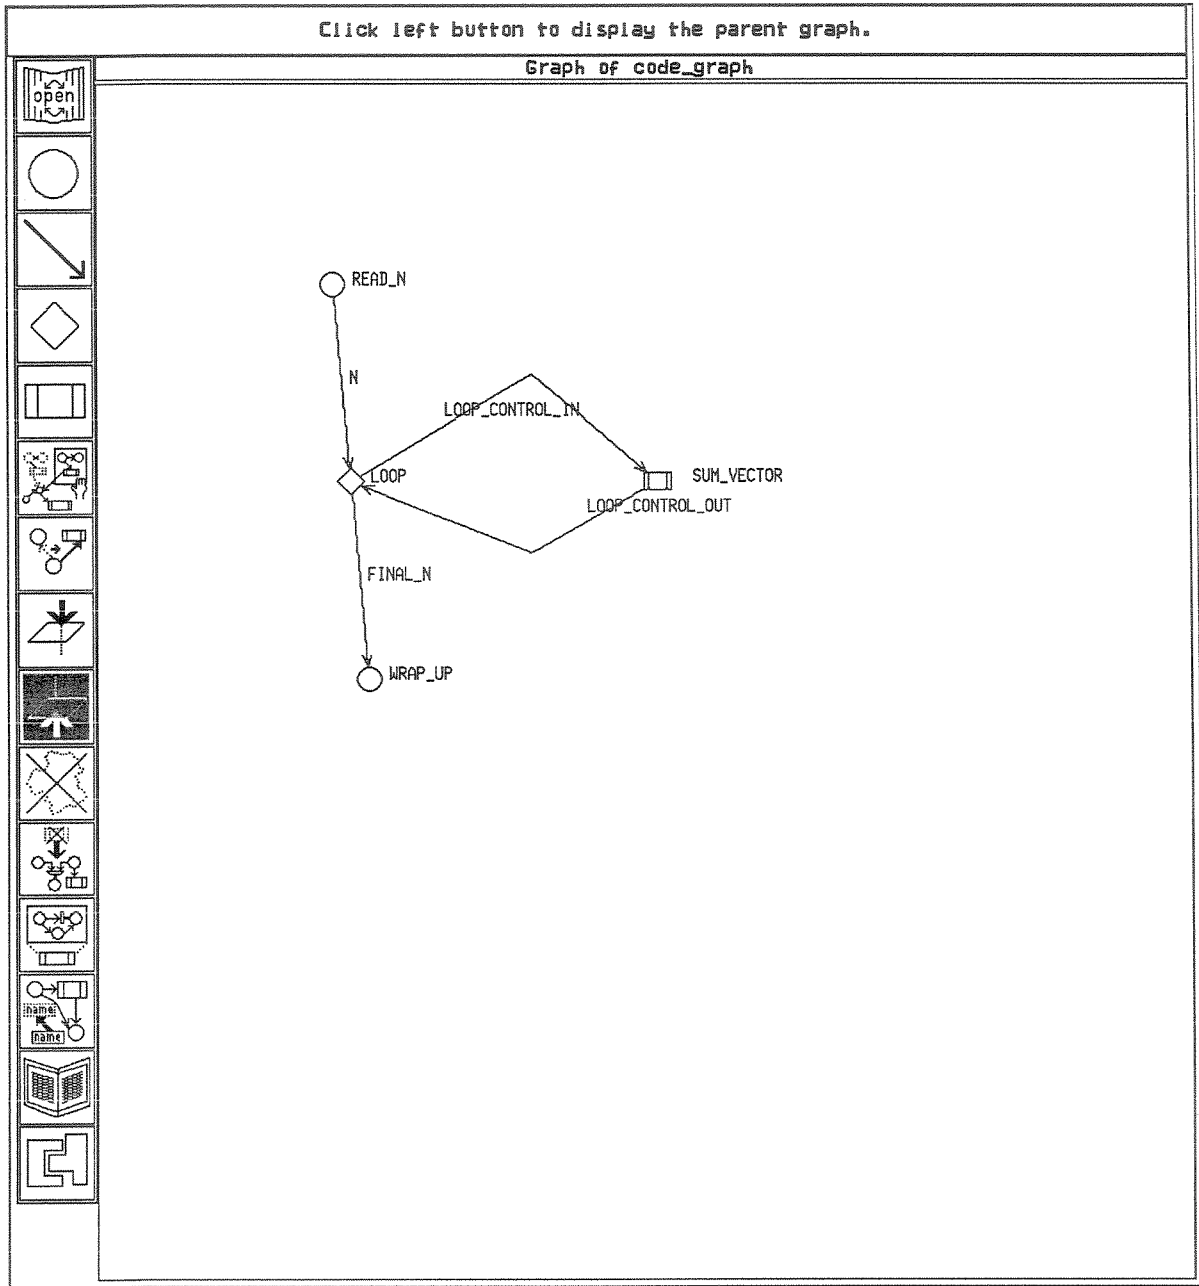 Click left button to display the parent graph.
Graph of code_graph
open
READ_N
N
LOOP_CONTROL_IN
LOOP
SUM_VECTOR
LOOP_CONTROL_OUT
FINAL_N
WRAP_UP
name
name